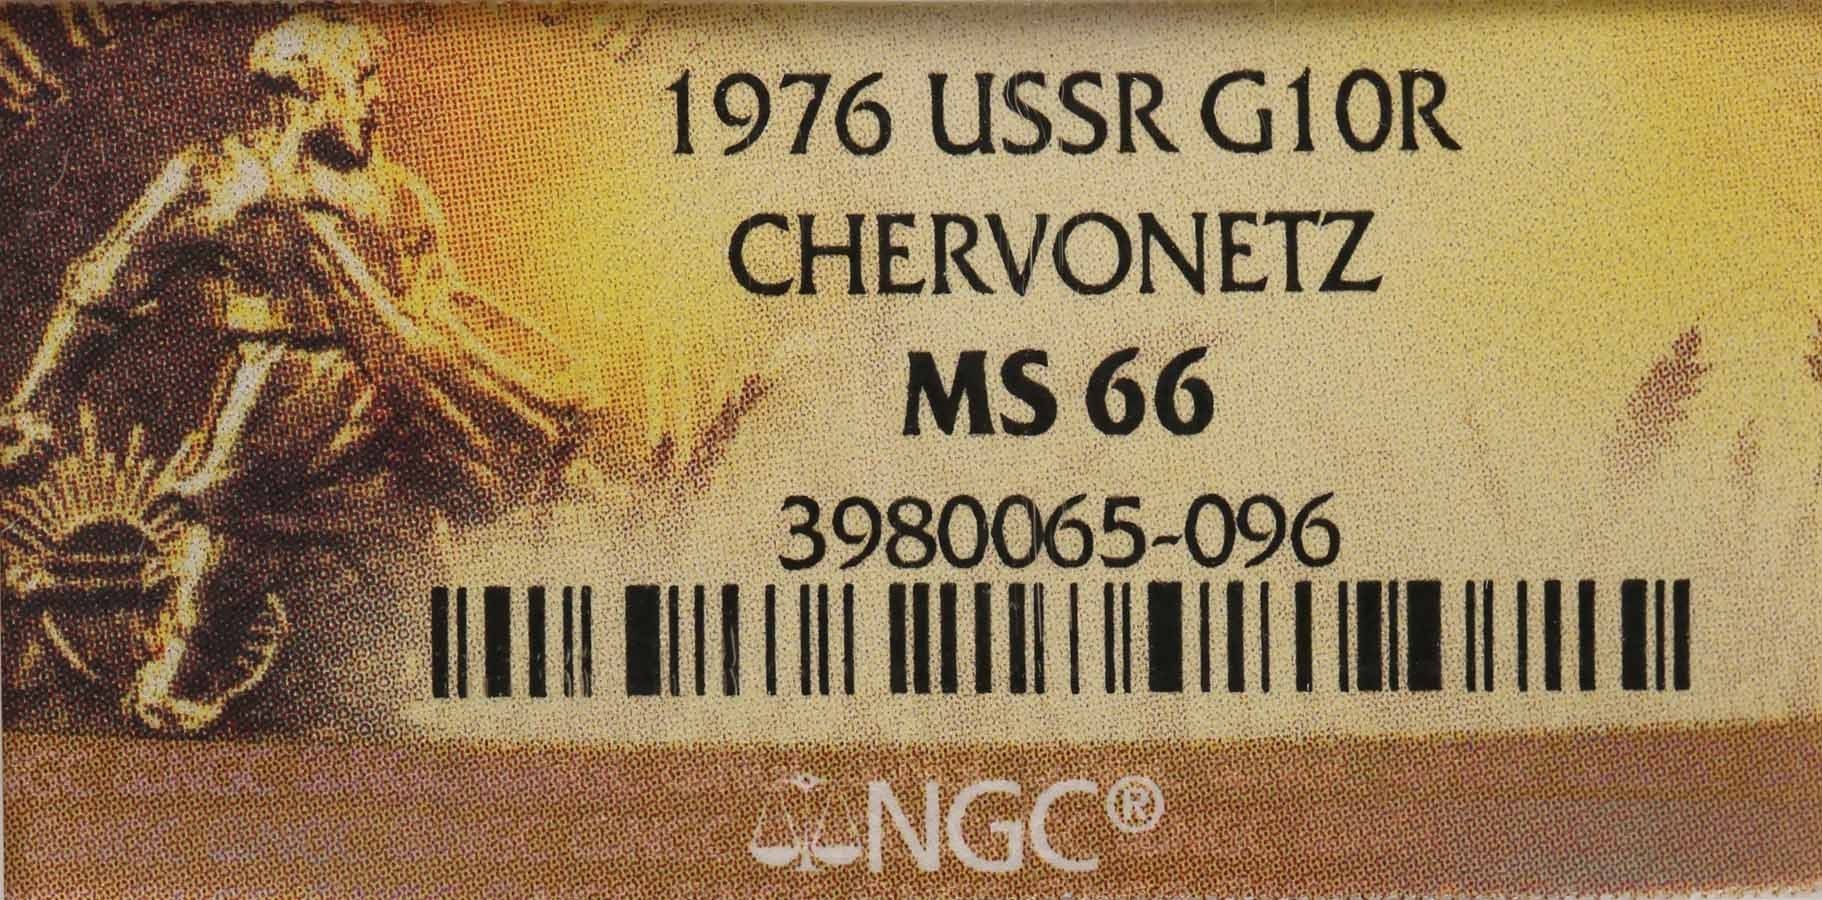 1976 USSR G10R
CHERVONETZ
MS 66
3980065-096
NGC®